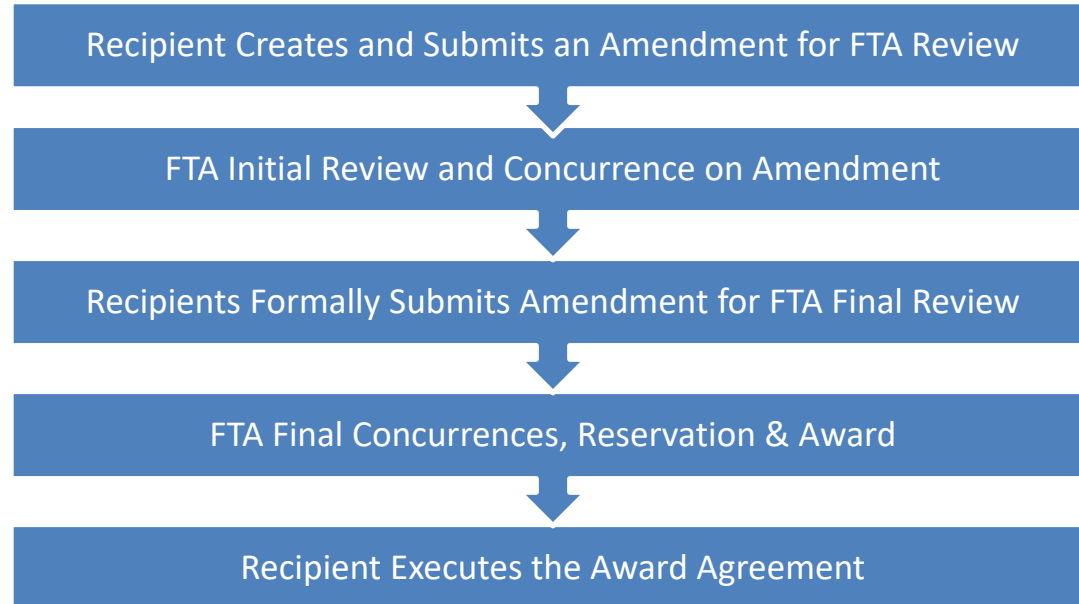 Recipient Creates and Submits an Amendment for FTA Review
FTA Initial Review and Concurrence on Amendment
Recipients Formally Submits Amendment for FTA Final Review
FTA Final Concurrences, Reservation & Award
Recipient Executes the Award Agreement